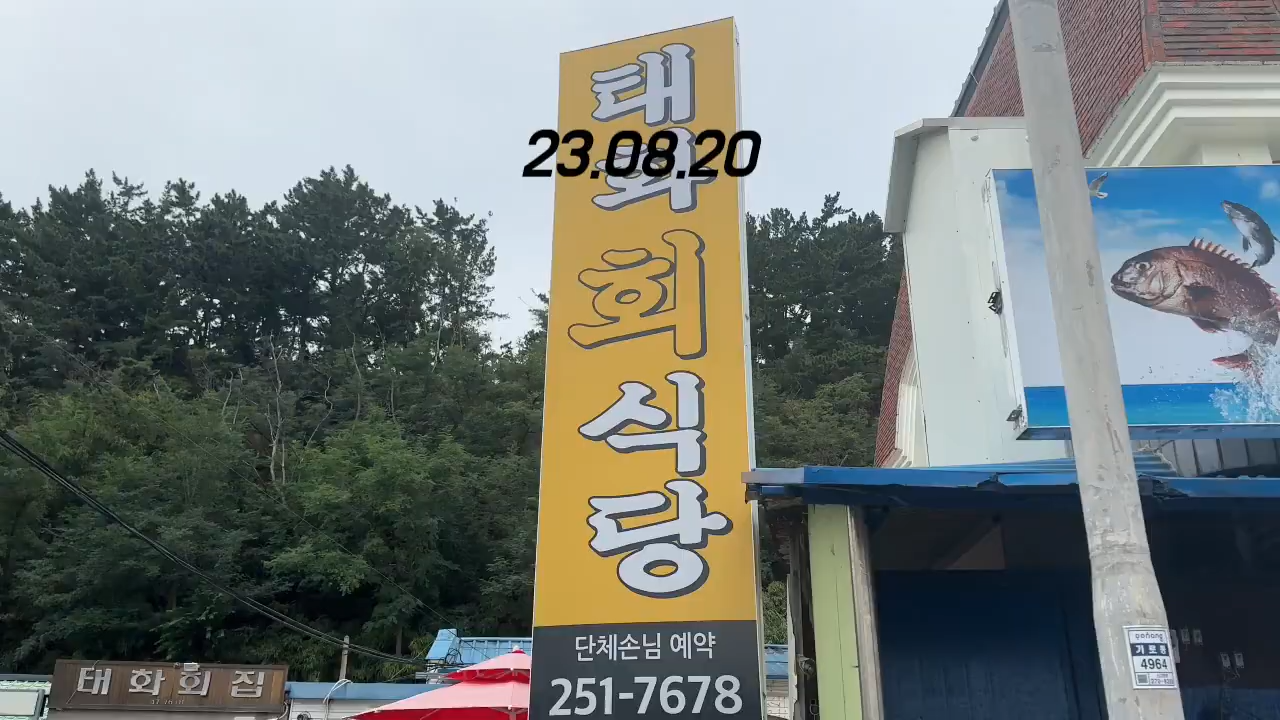 태화회식당
23.08.20
단체손님 예약
251-7678
태화회집
pohang
가로등
4964